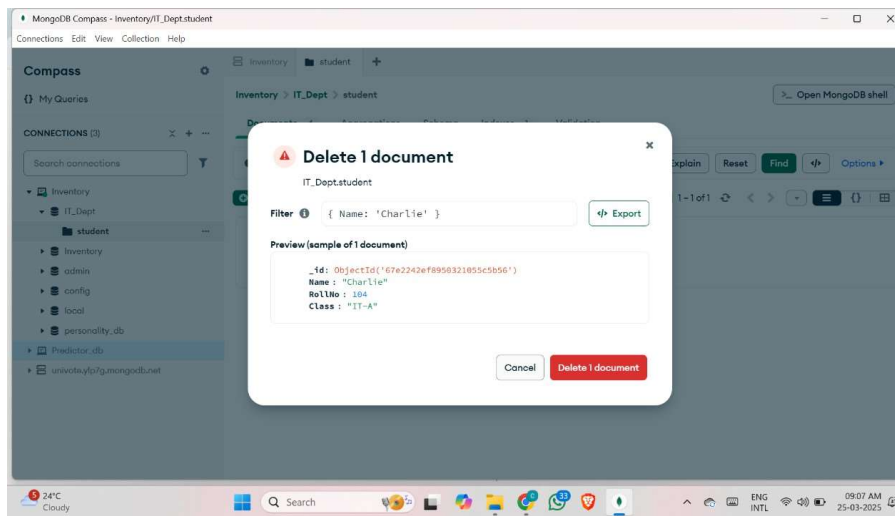 MongoDB Compass - Inventory/IT_Dept.student
Connections Edit View Collection Help
Compass
Inventory
student
{} My Queries
Inventory > IT_Dept > student
>_ Open MongoDB shell
CONNECTIONS (3)
Search connections
Explain Reset Find </> Options
Inventory
1-1 of 1
IT_Dept
student
Inventory
admin
config
local
personality_db
Predictor_db
Delete 1 document
IT_Dept.student
Filter { Name: 'Charlie' }
</> Export
Preview (sample of 1 document)
_id: ObjectId('67e2242ef8950321055c5b56')
Name : "Charlie"
RollNo : 104
Class : "IT-A"
Cancel Delete 1 document
5 24°C
Cloudy
Search
33
ENG
INTL
09:07 AM
25-03-2025